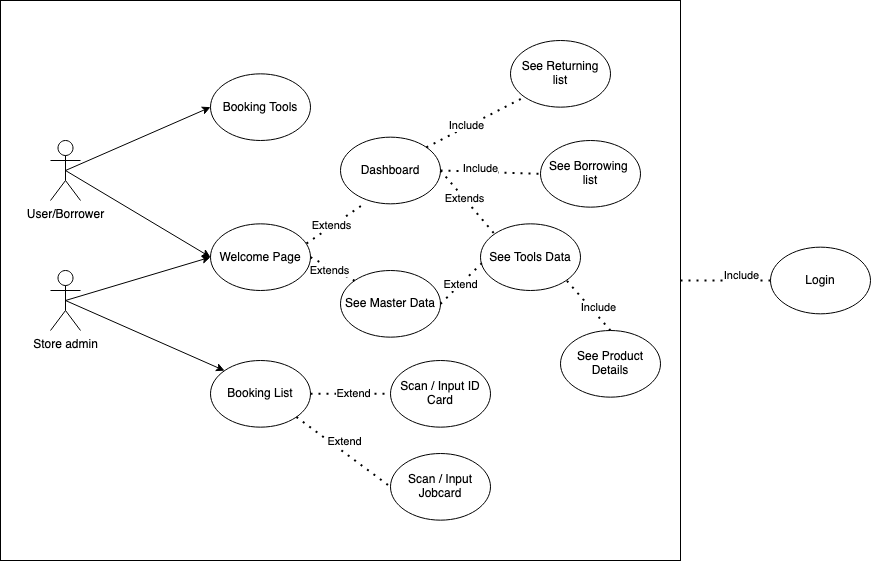 See Returning
list
Booking Tools
Include
Dashboard
Include
See Borrowing
list
Extends
User/Borrower
Extends
Welcome Page
See Tools Data
Extends
Include
Login
Extend
See Master Data
Include
Store admin
See Product
Details
Booking List
Extend
Scan / Input ID
Card
Extend
Scan / Input
Jobcard